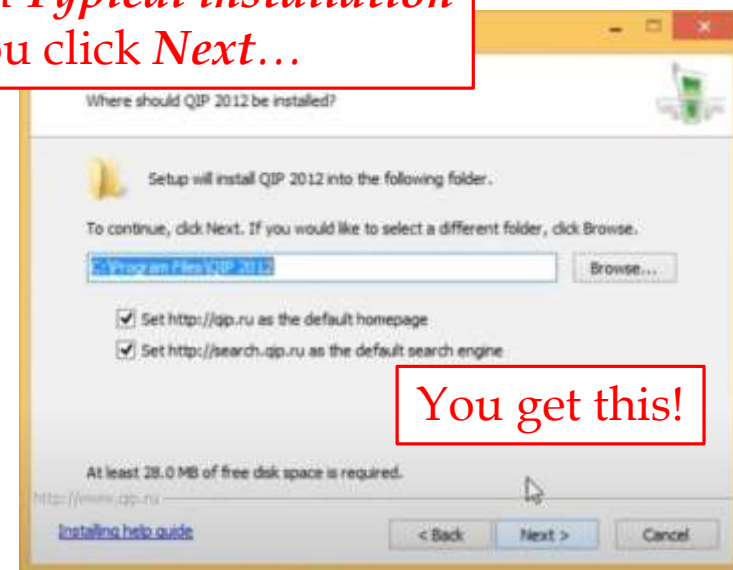 Typical installation
ou click Next...
Where should QIP 2012 be installed?
Setup will install QIP 2012 into the following folder.
To continue, click Next. If you would like to select a different folder, click Browse.
C:\Program Files\QIP 2012
Browse...
Set http://qip.ru as the default homepage
Set http://search.qip.ru as the default search engine
You get this!
At least 28.0 MB of free disk space is required.
http://www.qip.ru
Installing help guide
< Back
Next >
Cancel